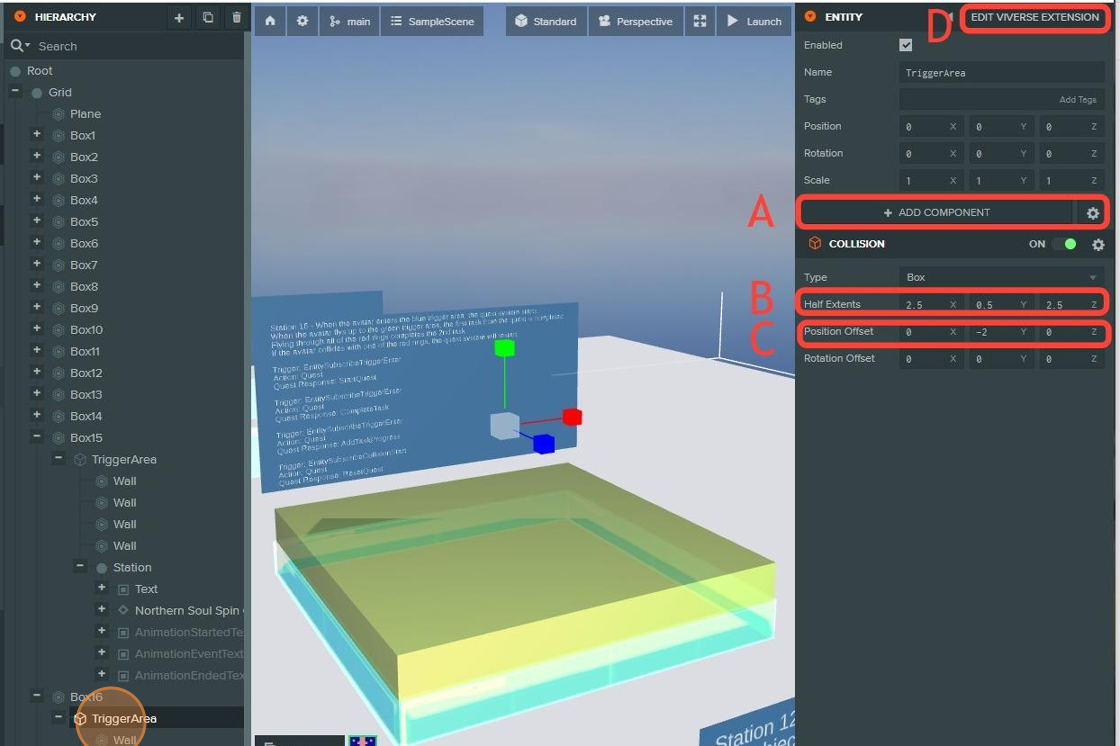 HIERARCHY
Search
Root
Grid
Plane
Box1
Box2
Box3
Box4
Box5
Box6
Box7
Box8
Box9
Box10
Box11
Box12
Box13
Box14
Box15
TriggerArea
Wall
Wall
Wall
Wall
Station
Text
Northern Soul Spin
AnimationStartedTe
AnimationEventText
AnimationEndedTex
Box16
TriggerArea
Wall
main
SampleScene
Standard
Perspective
Launch
Station 16 - When the avatar enters the blue trigger area, the quest system
When the avatar flys up to the green trigger area, the first task from the quest is complete
Flying through all of the red rings completes the 2nd task
If the avatar collides with one of the red rings, the quest system will
Trigger: EntitySubscribeTriggerEnter
Action: Quest
Quest Response: StartQuest
Trigger: EntitySubscribeTriggerEnter
Action: Quest
Quest Response: CompleteTask
Trigger: EntitySubscribeTriggerEnter
Action: Quest
Quest Response: AddTaskProgress
Trigger: EntitySubscribeCollisionStart
Action: Quest
Quest Response: ResetQuest
Station 12
A
B
C
D
ENTITY
EDIT VIVERSE EXTENSION
Enabled
Name TriggerArea
Tags Add Tags
Position 0 X 0 Y 0 Z
Rotation 0 X 0 Y 0 Z
Scale 1 X 1 Y 1 Z
+ ADD COMPONENT
COLLISION ON
Type Box
Half Extents 2.5 X 0.5 Y 2.5 Z
Position Offset 0 X -2 Y 0 Z
Rotation Offset 0 X 0 Y 0 Z